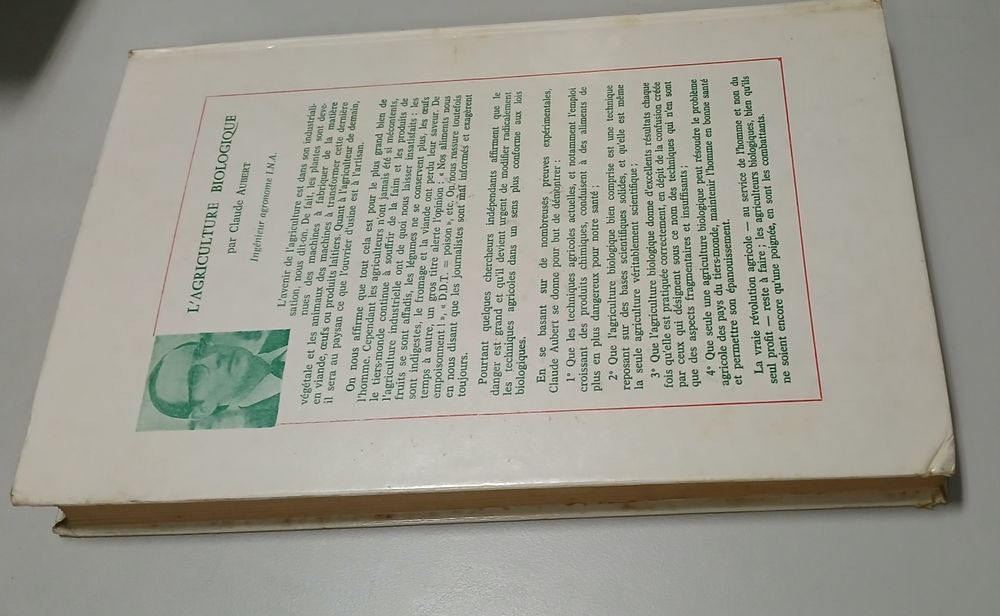 L'AGRICULTURE BIOLOGIQUE
par Claude AUBERT
Ingénieur agronome I.N.A.
L'avenir de l'agriculture est dans son industriali-
sation, nous dit-on. De fait, les plantes sont deve-
nues des machines à fabriquer de la matière
végétale et les animaux des machines à transformer cette dernière
en viande, œufs ou produits laitiers. Quant à l'agriculteur de demain,
il sera au paysan ce que l'ouvrier d'usine est à l'artisan.
On nous affirme que tout cela est pour le plus grand bien de
l'homme. Cependant les agriculteurs n'ont jamais été si mécontents,
le tiers-monde continue à souffrir de la faim et les produits de
l'agriculture industrielle ont de quoi nous laisser insatisfaits : les
fruits se sont affadis, les légumes ne se conservent plus, les œufs
sont indigestes, le fromage et la viande ont perdu leur saveur. De
temps à autre, un gros titre alerte l'opinion : « Nos aliments nous
empoisonnent ! », « D.D.T. = poison », etc. On nous rassure toutefois
en nous disant que les journalistes sont mal informés et exagèrent
toujours.
Pourtant quelques chercheurs indépendants affirment que le
danger est grand et qu'il devient urgent de modifier radicalement
les techniques agricoles dans un sens plus conforme aux lois
biologiques.
En se basant sur de nombreuses preuves expérimentales,
Claude Aubert se donne pour but de démontrer :
1° Que les techniques agricoles actuelles, et notamment l'emploi
croissant des produits chimiques, conduisent à des aliments de
plus en plus dangereux pour notre santé ;
2° Que l'agriculture biologique bien comprise est une technique
reposant sur des bases scientifiques solides, et qu'elle est même
la seule agriculture véritablement scientifique ;
3° Que l'agriculture biologique donne d'excellents résultats chaque
fois qu'elle est pratiquée correctement, en dépit de la confusion créée
par ceux qui désignent sous ce nom des techniques qui n'en sont
que des aspects fragmentaires et insuffisants ;
4° Que seule une agriculture biologique peut résoudre le problème
agricole des pays du tiers-monde, maintenir l'homme en bonne santé
et permettre son épanouissement.
La vraie révolution agricole — au service de l'homme et non du
seul profit — reste à faire ; les agriculteurs biologiques, bien qu'ils
ne soient encore qu'une poignée, en sont les combattants.